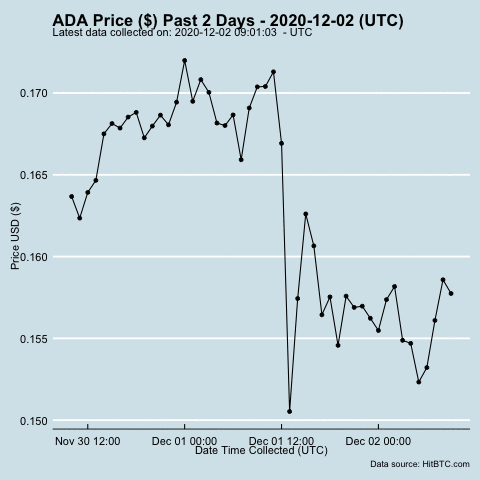 ADA Price ($) Past 2 Days - 2020-12-02 (UTC)
Latest data collected on: 2020-12-02 09:01:03 - UTC
0.170
0.165
0.160
0.155
0.150
Price USD ($)
Nov 30 12:00 Dec 01 00:00 Dec 01 12:00 Dec 02 00:00
Date Time Collected (UTC)
Data source: HitBTC.com